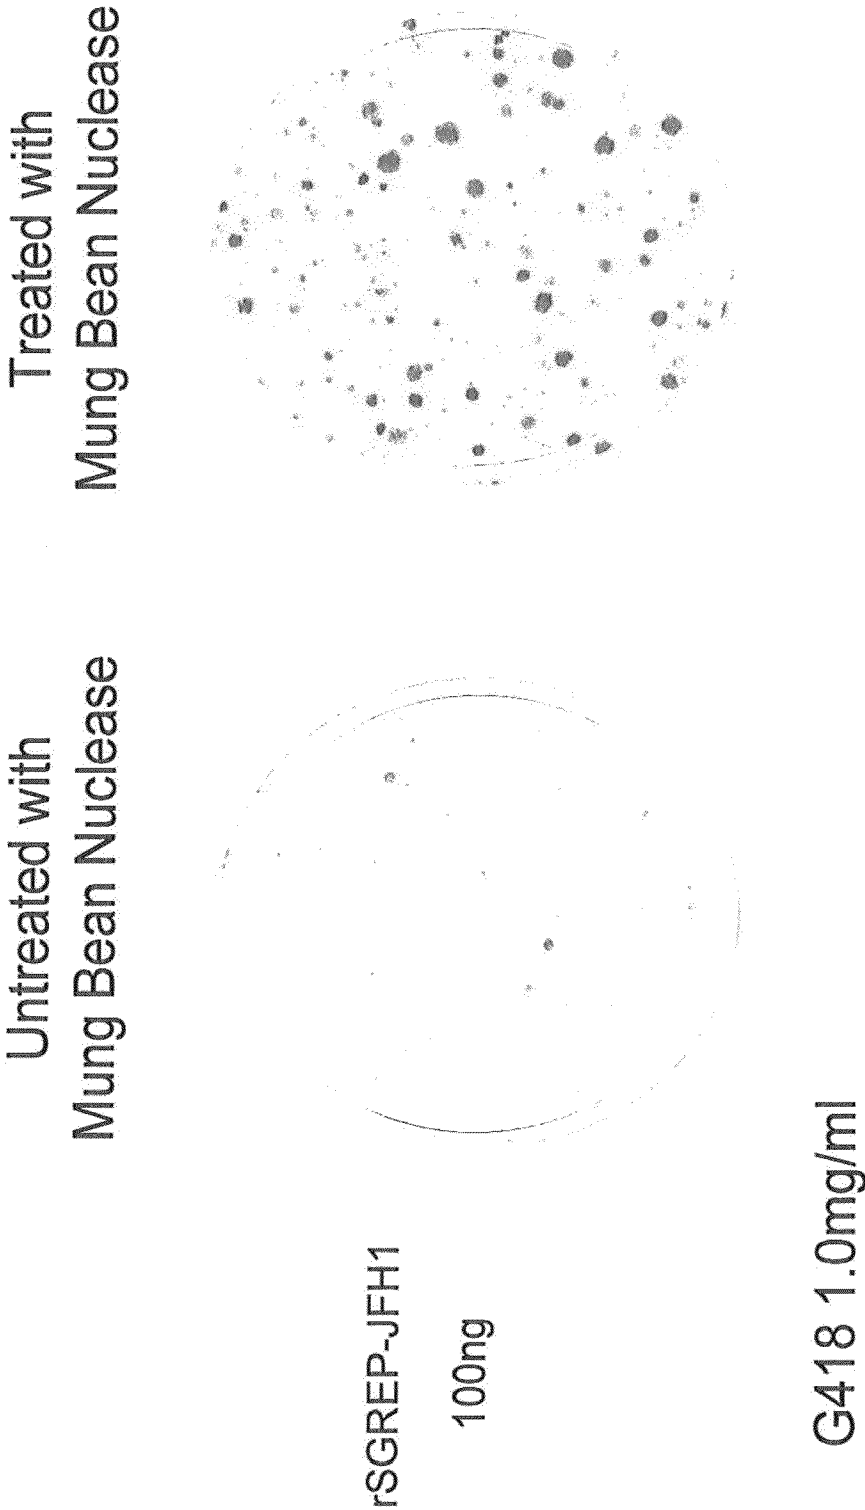 Untreated with
Mung Bean Nuclease
Treated with
Mung Bean Nuclease
rSGREP-JFH1
100ng
G418 1.0mg/ml